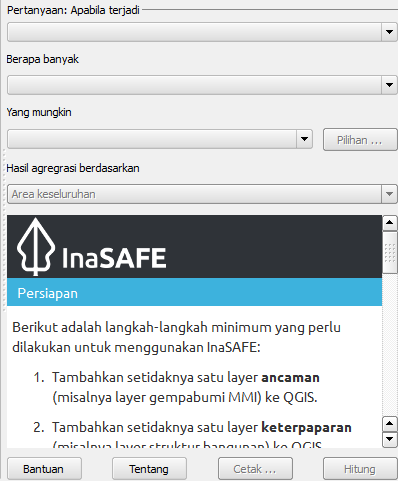 Pertanyaan: Apabila terjadi
Berapa banyak
Yang mungkin
Pilihan ...
Hasil agregrasi berdasarkan
Area keseluruhan
InaSAFE
Persiapan
Berikut adalah langkah-langkah minimum yang perlu
dilakukan untuk menggunakan InaSAFE:
1. Tambahkan setidaknya satu layer ancaman
(misalnya layer gempabumi MMI) ke QGIS.
2. Tambahkan setidaknya satu layer keterpaparan
(misalnya layer struktur bangunan) ke QGIS
Bantuan
Tentang
Cetak ...
Hitung